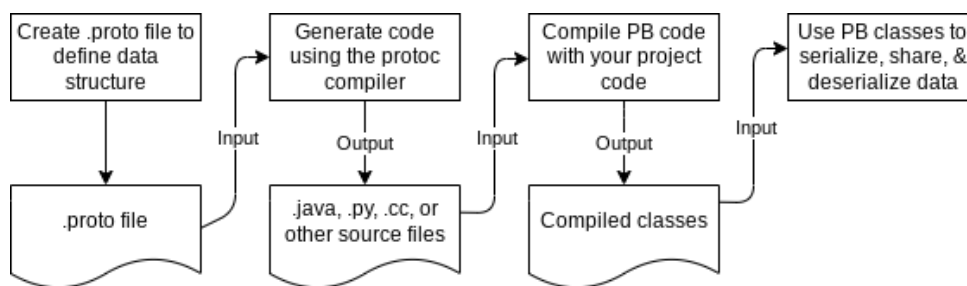 Create .proto file to
define data
structure
Generate code
using the protoc
compiler
Compile PB code
with your project
code
Use PB classes to
serialize, share, &
deserialize data
Input
Output
Input
Output
Input
.proto file
.java, .py, .cc, or
other source files
Compiled classes